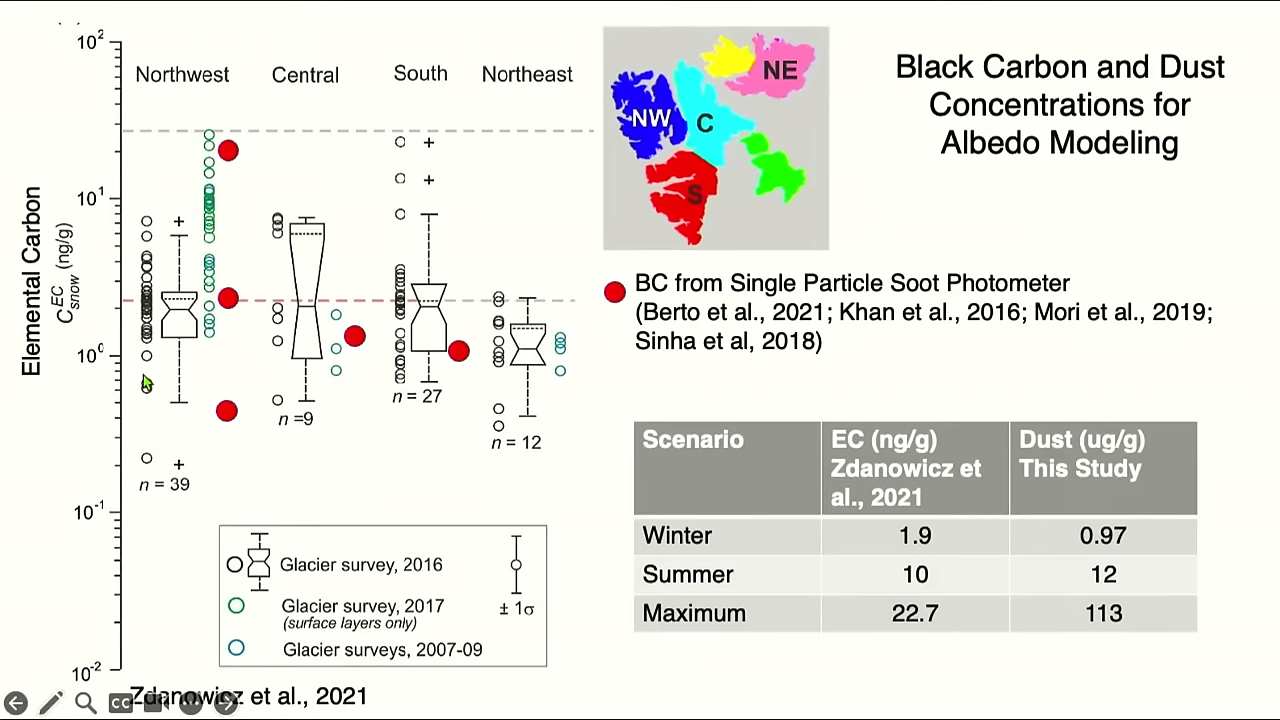 Black Carbon and Dust
Concentrations for
Albedo Modeling
10²
10¹
10⁰
10⁻¹
10⁻²
Elemental Carbon
C^EC_snow (ng/g)
Northwest
Central
South
Northeast
n = 39
n =9
n = 27
n = 12
Glacier survey, 2016
± 1σ
Glacier survey, 2017
(surface layers only)
Glacier surveys, 2007-09
Zdanowicz et al., 2021
CC
NW
C
NE
S
BC from Single Particle Soot Photometer
(Berto et al., 2021; Khan et al., 2016; Mori et al., 2019;
Sinha et al, 2018)
Scenario
EC (ng/g)
Zdanowicz et
al., 2021
Dust (ug/g)
This Study
Winter 1.9 0.97
Summer 10 12
Maximum 22.7 113